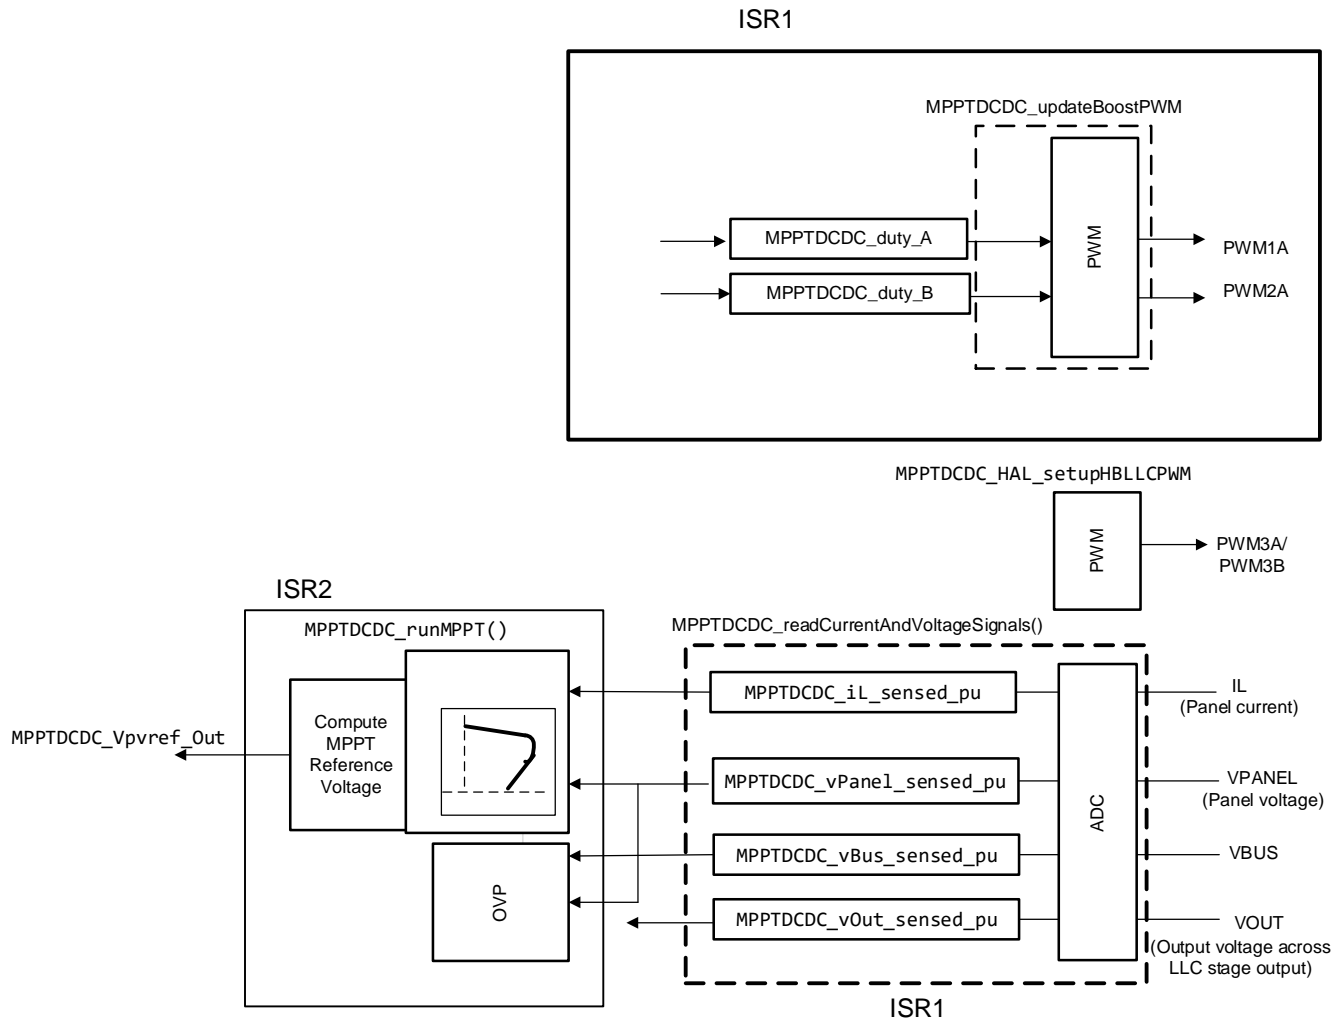 ISR1
MPPTDCDC_updateBoostPWM
MPPTDCDC_duty_A
MPPTDCDC_duty_B
PWM
PWM1A
PWM2A
MPPTDCDC_HAL_setupHBLLCPWM
PWM
PWM3A/
PWM3B
ISR2
MPPTDCDC_runMPPT()
Compute
MPPT
Reference
Voltage
MPPTDCDC_Vpvref_Out
OVP
MPPTDCDC_readCurrentAndVoltageSignals()
MPPTDCDC_iL_sensed_pu
MPPTDCDC_vPanel_sensed_pu
MPPTDCDC_vBus_sensed_pu
MPPTDCDC_vOut_sensed_pu
ADC
IL
(Panel current)
VPANEL
(Panel voltage)
VBUS
VOUT
(Output voltage across
LLC stage output)
ISR1